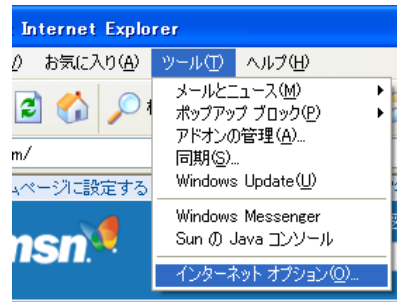 Internet Explorer
お気に入り(A) ツール(T) ヘルプ(H)
メールとニュース(M)
ポップアップ ブロック(P)
アドオンの管理(A)...
同期(S)...
Windows Update(U)
Windows Messenger
Sun の Java コンソール
インターネット オプション(O)...
m/
ムページに設定する
msn